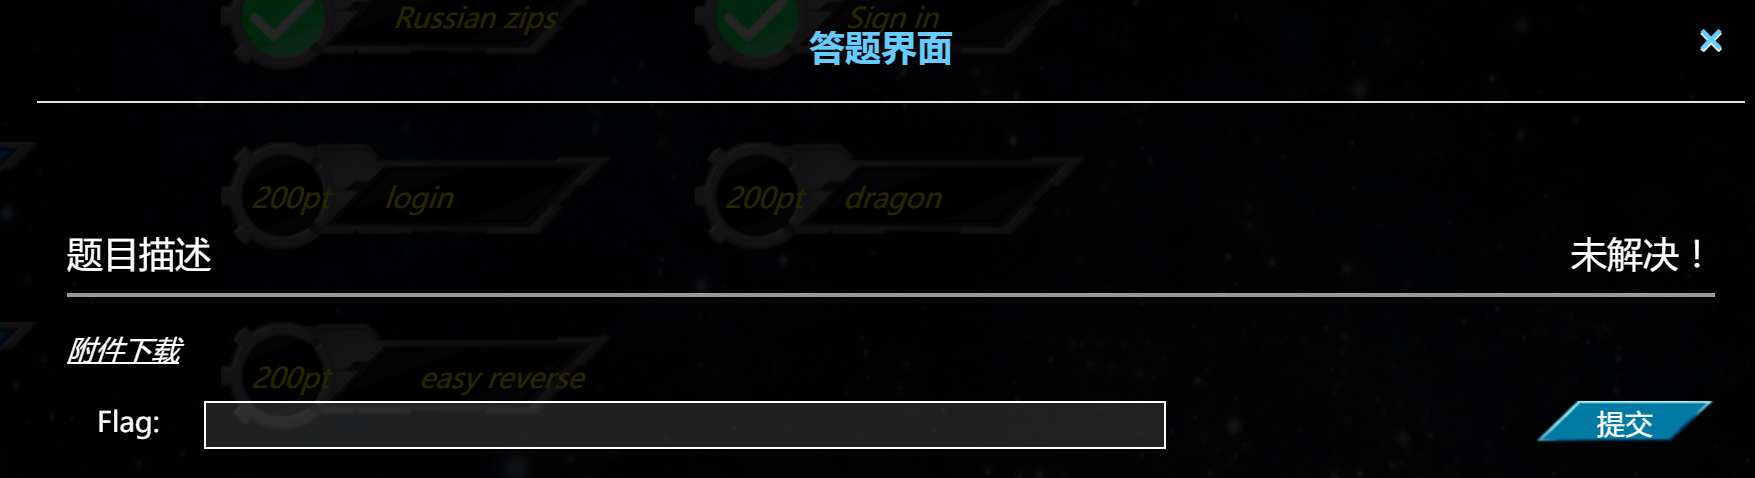 Russian zips
Sign in
答题界面
×
200pt login
200pt dragon
题目描述
未解决！
附件下载
200pt easy reverse
Flag:
提交